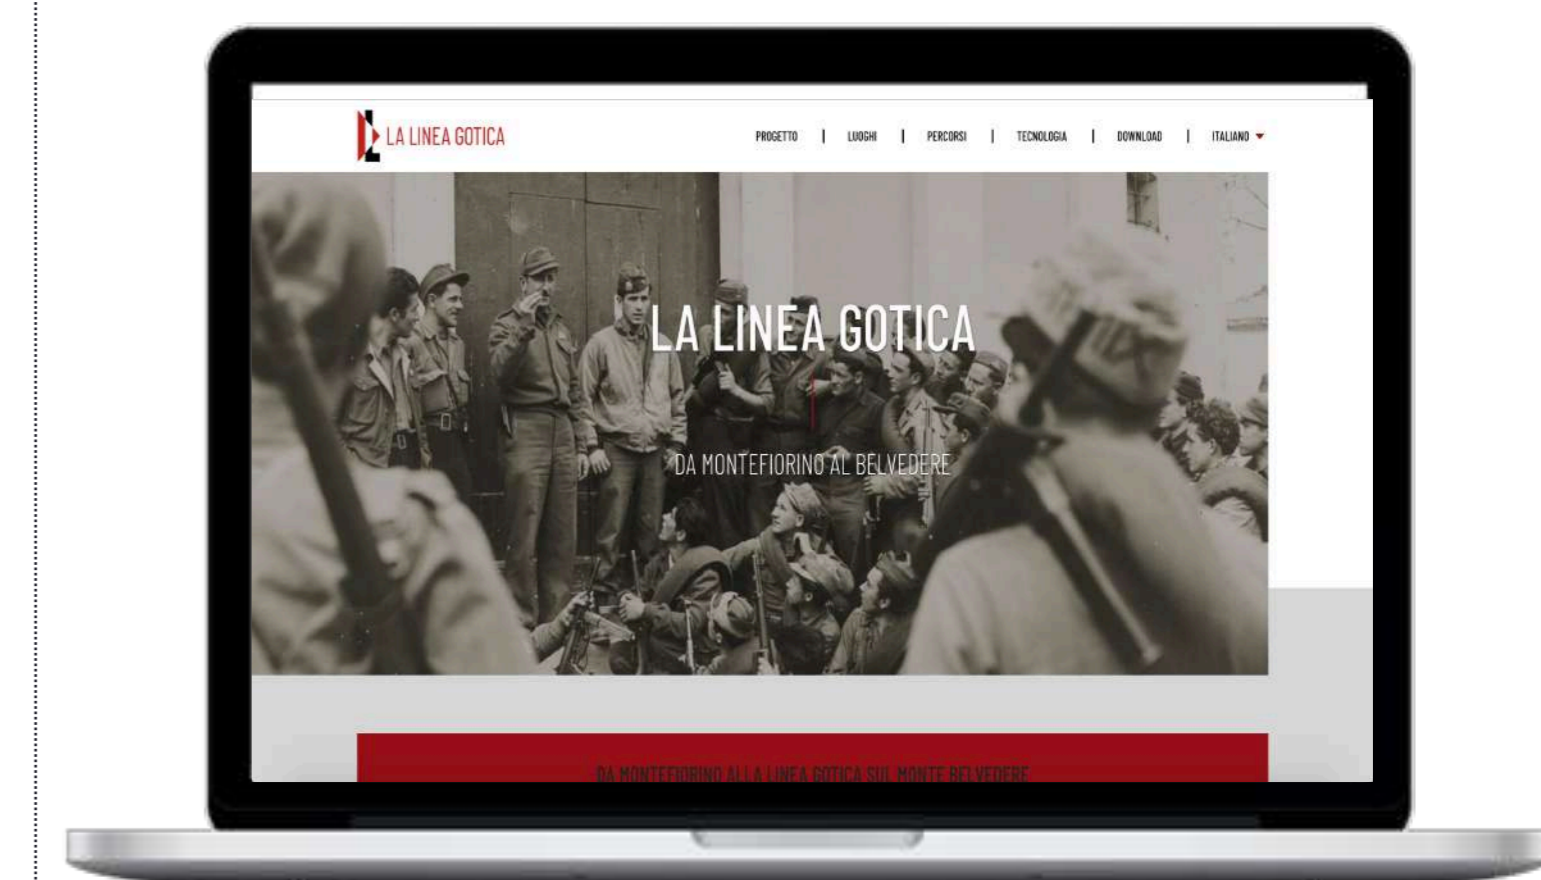 LA LINEA GOTICA
PROGETTO | LUOGHI | PERCORSI | TECNOLOGIA | DOWNLOAD | ITALIANO
LA LINEA GOTICA
DA MONTEFIORINO AL BELVEDERE
DA MONTEFIORINO ALLA LINEA GOTICA SUL MONTE BELVEDERE